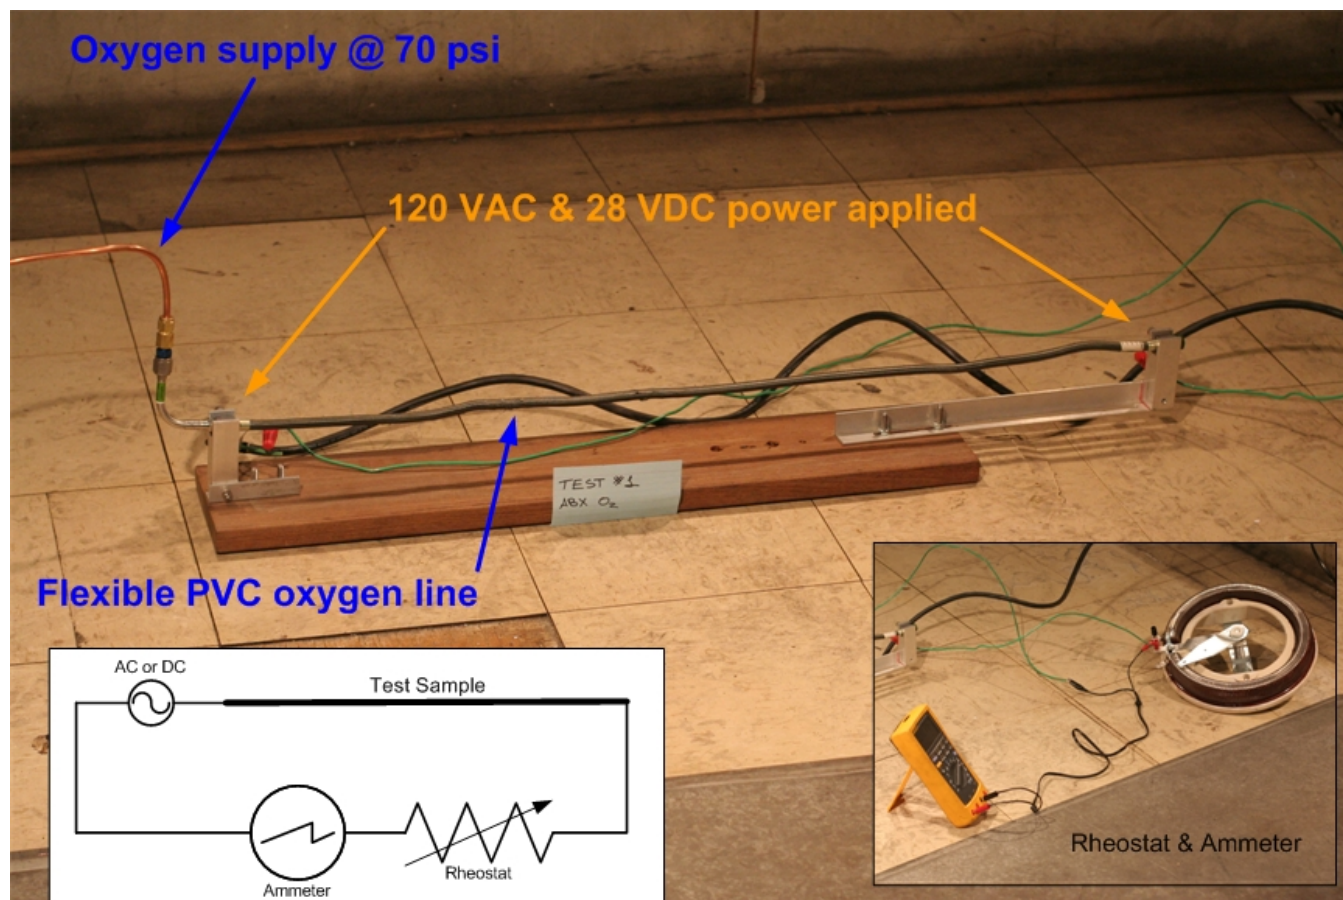 Oxygen supply @ 70 psi
120 VAC & 28 VDC power applied
TEST #1
ABX O₂
Flexible PVC oxygen line
AC or DC
Test Sample
Ammeter
Rheostat
Rheostat & Ammeter